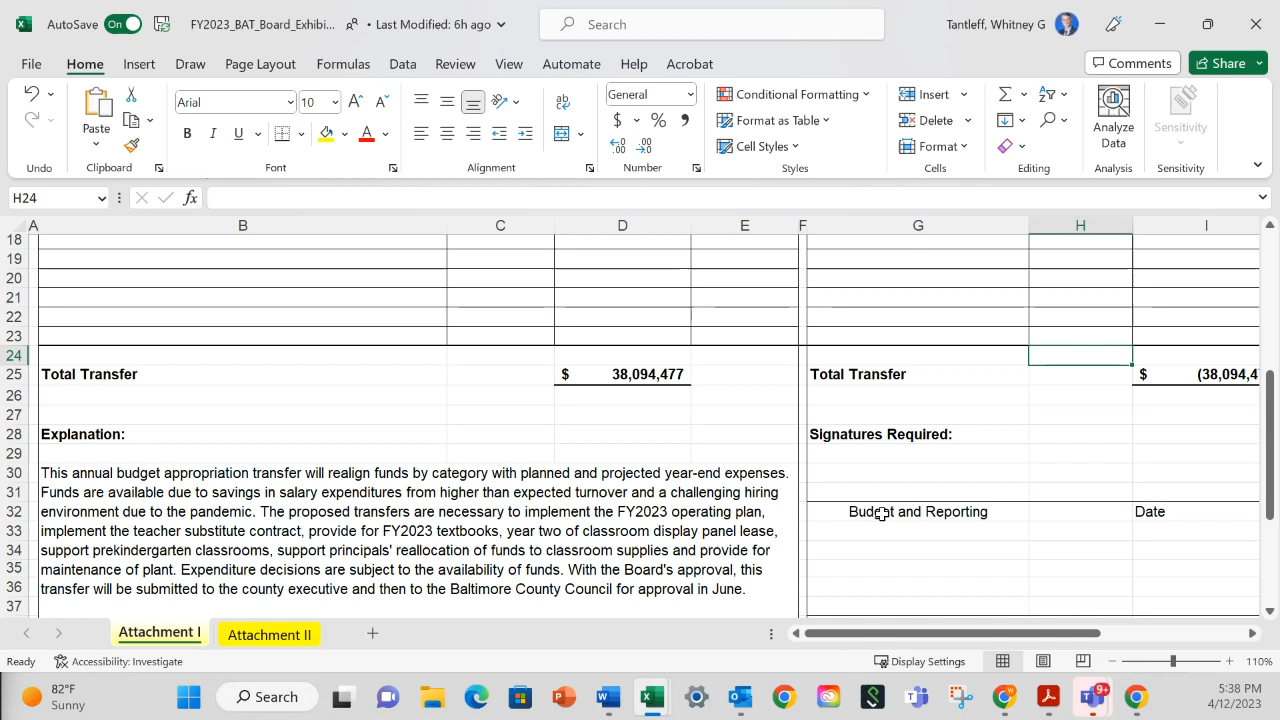 AutoSave On FY2023_BAT_Board_Exhibi... • Last Modified: 6h ago Search Tantleff, Whitney G
File Home Insert Draw Page Layout Formulas Data Review View Automate Help Acrobat Comments Share
Arial 10 General Conditional Formatting Insert
Paste B I U Format as Table Delete Analyze Data Sensitivity
Cell Styles Format
Undo Clipboard Font Alignment Number Styles Cells Editing Analysis Sensitivity
H24 fx
A B C D E F G H I
18
19
20
21
22
23
24
25 Total Transfer $ 38,094,477 Total Transfer $ (38,094,4
26
27
28 Explanation: Signatures Required:
29
30 This annual budget appropriation transfer will realign funds by category with planned and projected year-end expenses.
31 Funds are available due to savings in salary expenditures from higher than expected turnover and a challenging hiring
32 environment due to the pandemic. The proposed transfers are necessary to implement the FY2023 operating plan, Budget and Reporting Date
33 implement the teacher substitute contract, provide for FY2023 textbooks, year two of classroom display panel lease,
34 support prekindergarten classrooms, support principals' reallocation of funds to classroom supplies and provide for
35 maintenance of plant. Expenditure decisions are subject to the availability of funds. With the Board's approval, this
36 transfer will be submitted to the county executive and then to the Baltimore County Council for approval in June.
37
Attachment I Attachment II
Ready Accessibility: Investigate Display Settings 110%
82°F Search 9+ 5:38 PM
Sunny 4/12/2023